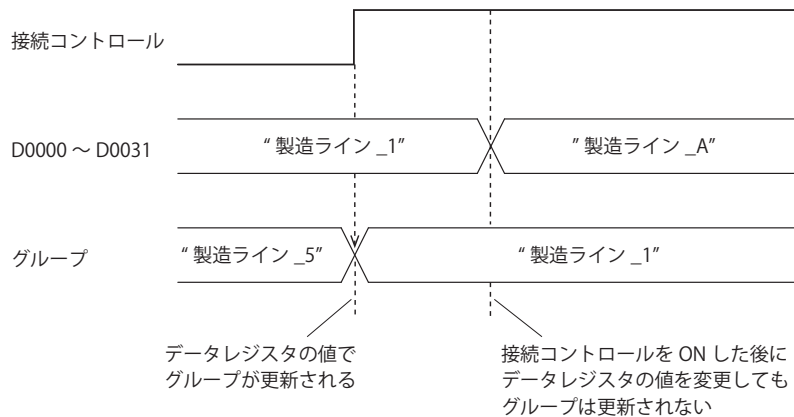 接続コントロール
D0000 ～ D0031
“ 製造ライン _1”
” 製造ライン _A”
グループ
“ 製造ライン _5”
“ 製造ライン _1”
データレジスタの値で
グループが更新される
接続コントロールを ON した後に
データレジスタの値を変更しても
グループは更新されない